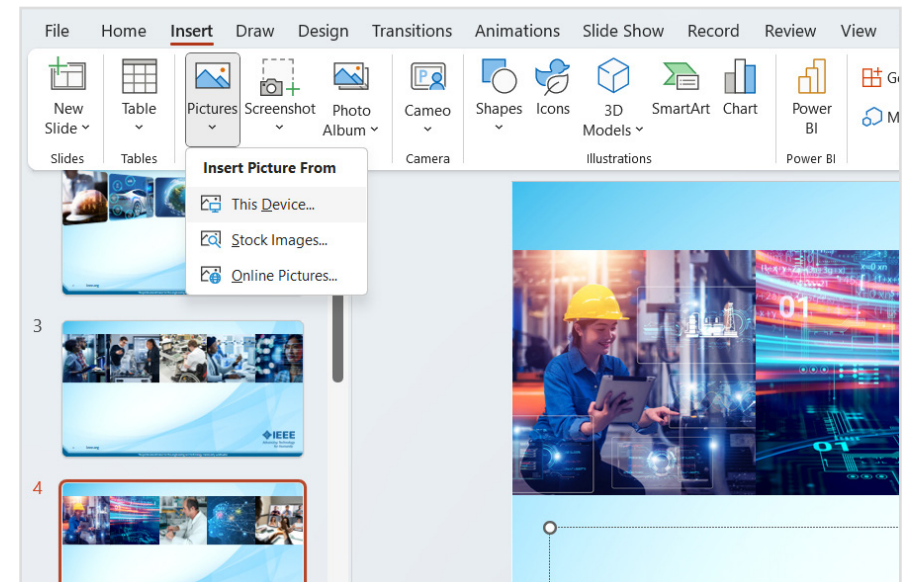 File Home Insert Draw Design Transitions Animations Slide Show Record Review View
New Slide
Table
Pictures
Screenshot
Photo Album
Cameo
Shapes
Icons
3D Models
SmartArt
Chart
Power BI
Slides
Tables
Camera
Illustrations
Power BI
Insert Picture From
This Device...
Stock Images...
Online Pictures...
3
IEEE
4
01
01